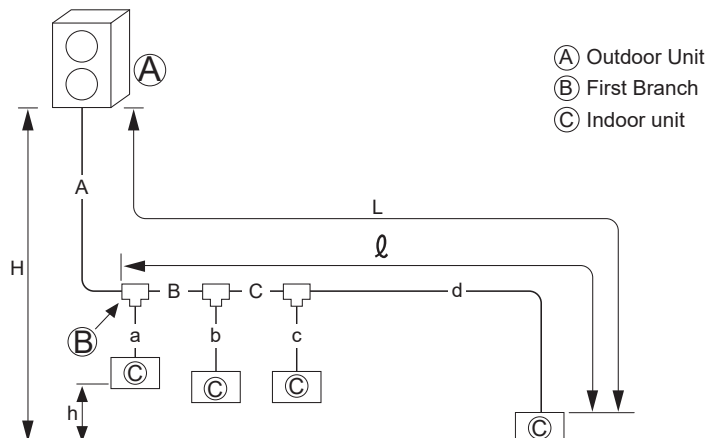 Ⓐ
Ⓐ Outdoor Unit
Ⓑ First Branch
Ⓒ Indoor unit
A
L
H
ℓ
B
C
d
Ⓑ
a
b
c
Ⓒ
Ⓒ
Ⓒ
h
Ⓒ